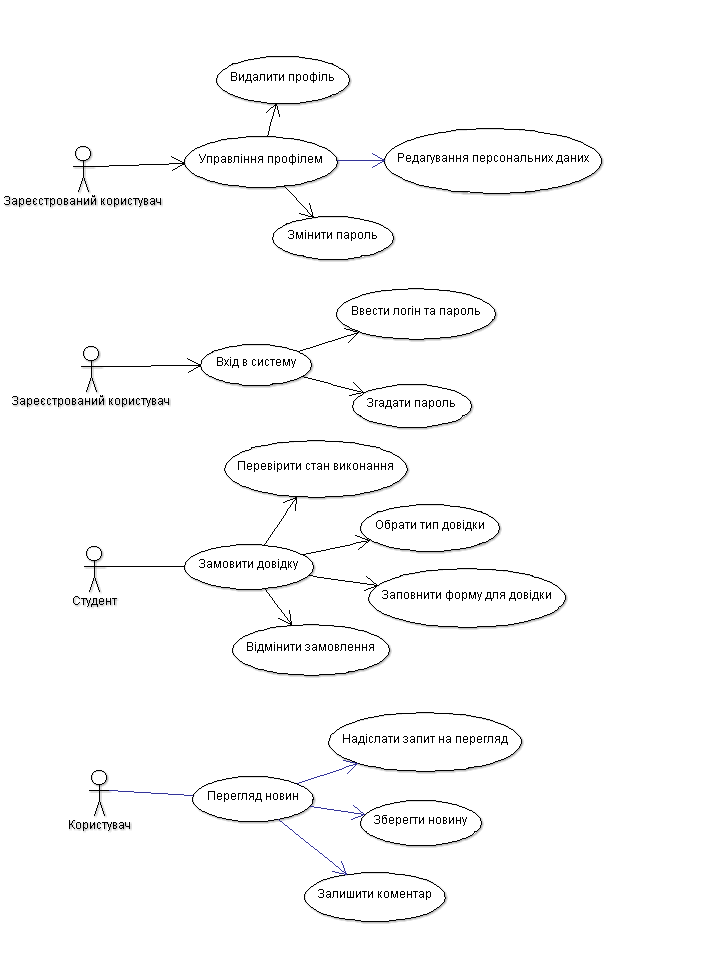 Видалити профіль
Управління профілем
Редагування персональних даних
Зареєстрований користувач
Змінити пароль
Ввести логін та пароль
Вхід в систему
Зареєстрований користувач
Згадати пароль
Перевірити стан виконання
Обрати тип довідки
Замовити довідку
Заповнити форму для довідки
Студент
Відмінити замовлення
Надіслати запит на перегляд
Перегляд новин
Зберегти новину
Користувач
Залишити коментар